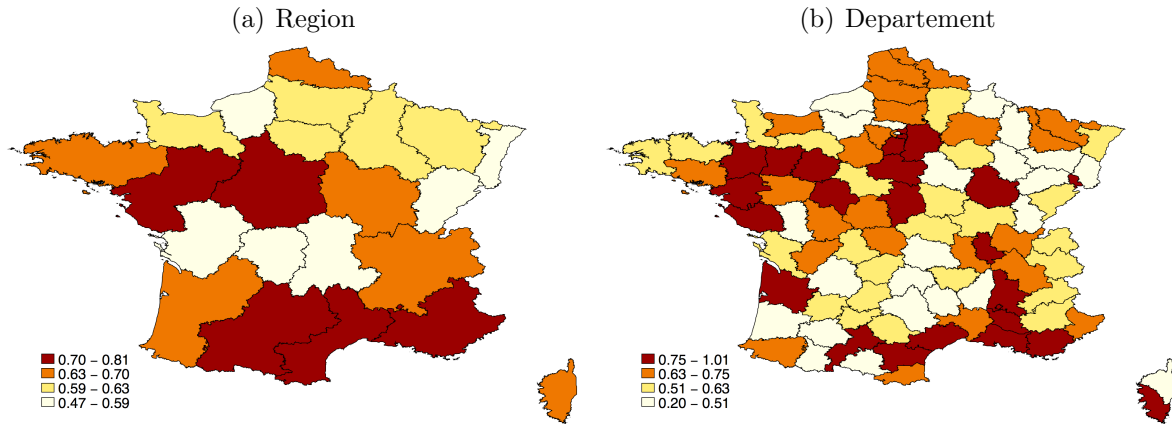 (a) Region
(b) Departement
0.70 – 0.81
0.63 – 0.70
0.59 – 0.63
0.47 – 0.59
0.75 – 1.01
0.63 – 0.75
0.51 – 0.63
0.20 – 0.51